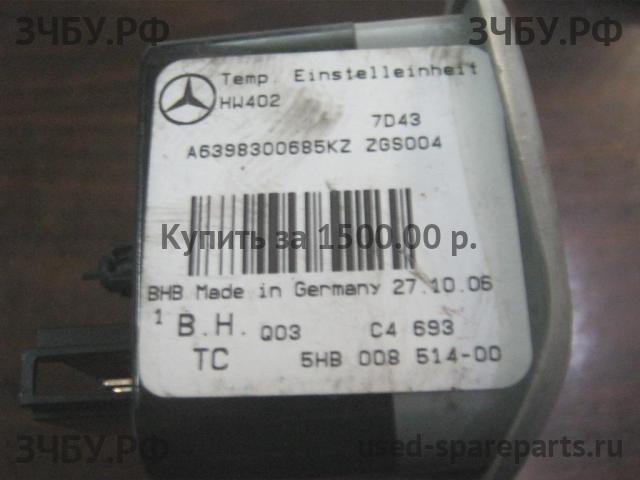 ЗЧБУ.РФ
ЗЧБУ.РФ
Temp. Einstelleinheit
HW402
7D43
A6398300685KZ ZGS004
Купить за 1500.00 р.
BHB Made in Germany 27.10.06
1 B.H. Q03 C4 693
TC 5HB 008 514-00
ЗЧБУ.РФ
used-spareparts.ru